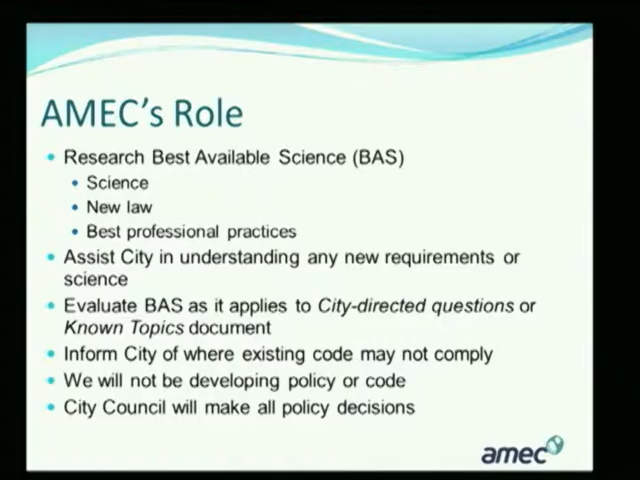 AMEC's Role
Research Best Available Science (BAS)
Science
New law
Best professional practices
Assist City in understanding any new requirements or
science
Evaluate BAS as it applies to City-directed questions or
Known Topics document
Inform City of where existing code may not comply
We will not be developing policy or code
City Council will make all policy decisions
amec